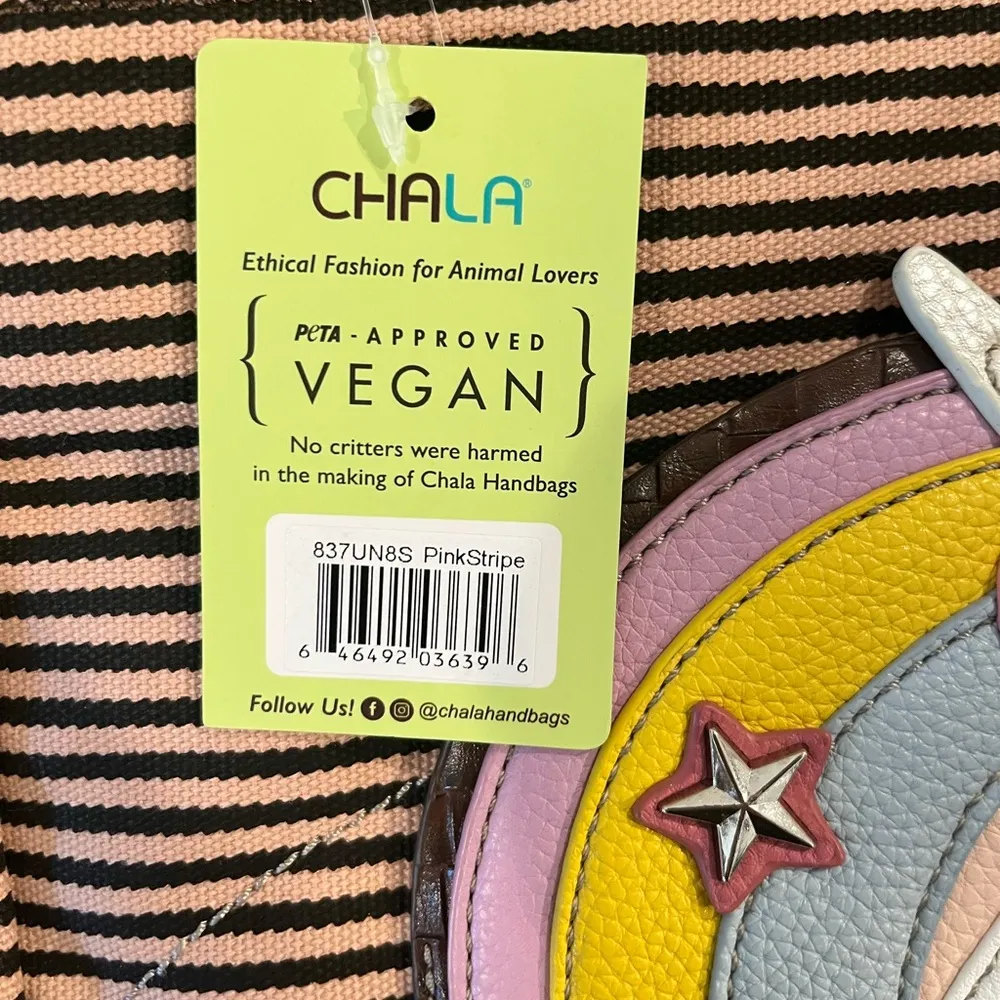 CHALA®
Ethical Fashion for Animal Lovers
PETA - APPROVED
VEGAN
No critters were harmed
in the making of Chala Handbags
837UN8S PinkStripe
6 46492 03639 6
Follow Us! @chalahandbags